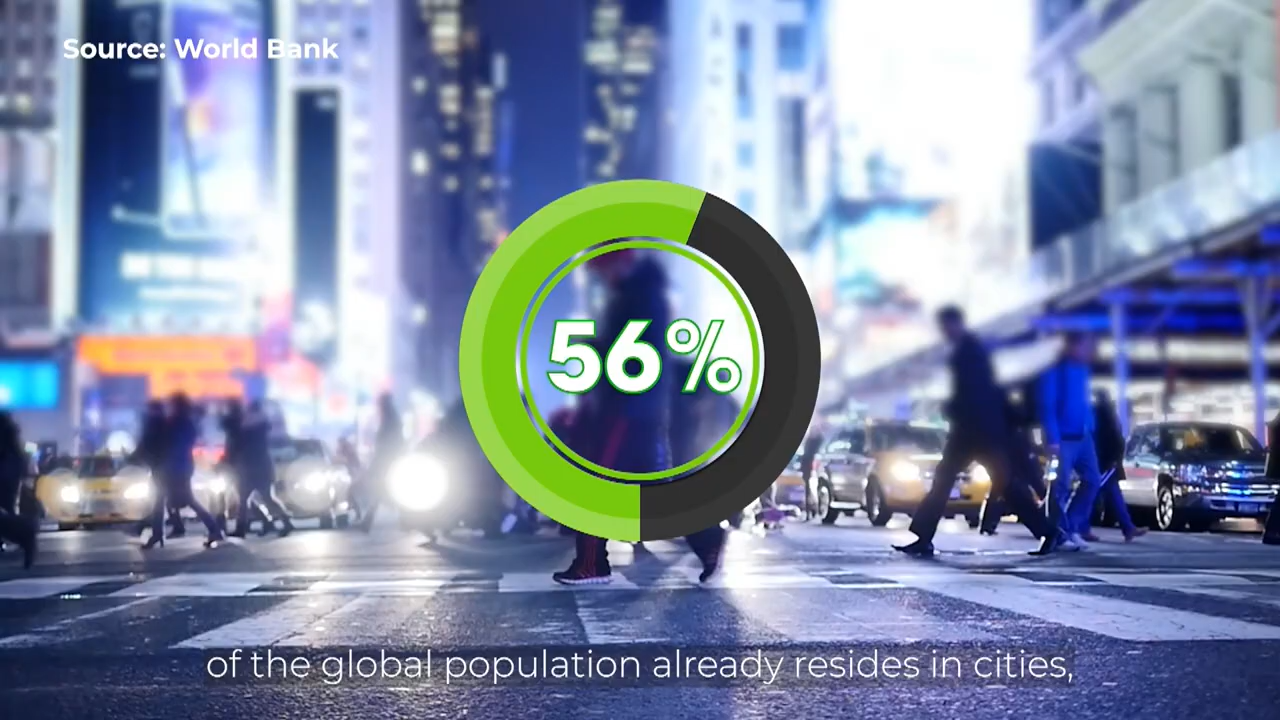 Source: World Bank
56%
of the global population already resides in cities,